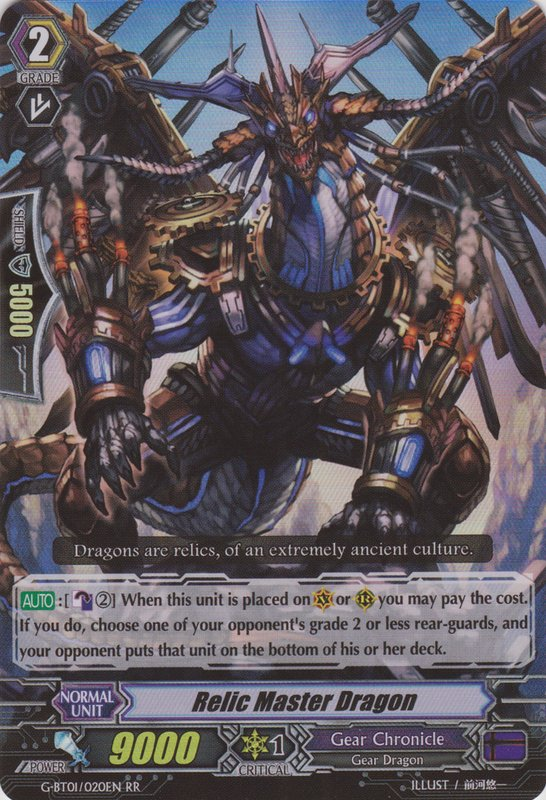 2
GRADE
SHIELD
5000
Dragons are relics, of an extremely ancient culture.
AUTO : [ ②] When this unit is placed on V or R you may pay the cost.
If you do, choose one of your opponent's grade 2 or less rear-guards, and
your opponent puts that unit on the bottom of his or her deck.
NORMAL
UNIT
Relic Master Dragon
POWER
9000
1
CRITICAL
Gear Chronicle
Gear Dragon
G-BT01/020EN RR
ILLUST / 前河悠一